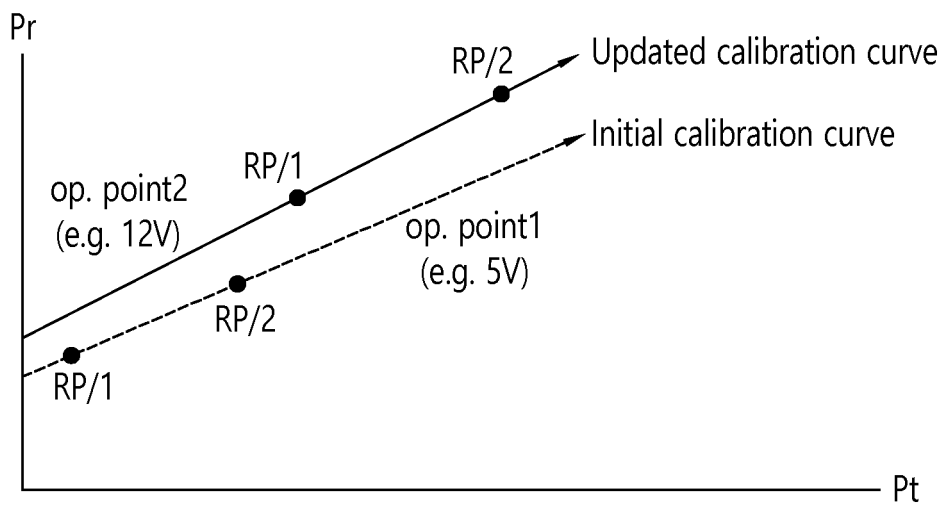 Pr
RP/2
Updated calibration curve
Initial calibration curve
RP/1
op. point2
(e.g. 12V)
op. point1
(e.g. 5V)
RP/2
RP/1
Pt